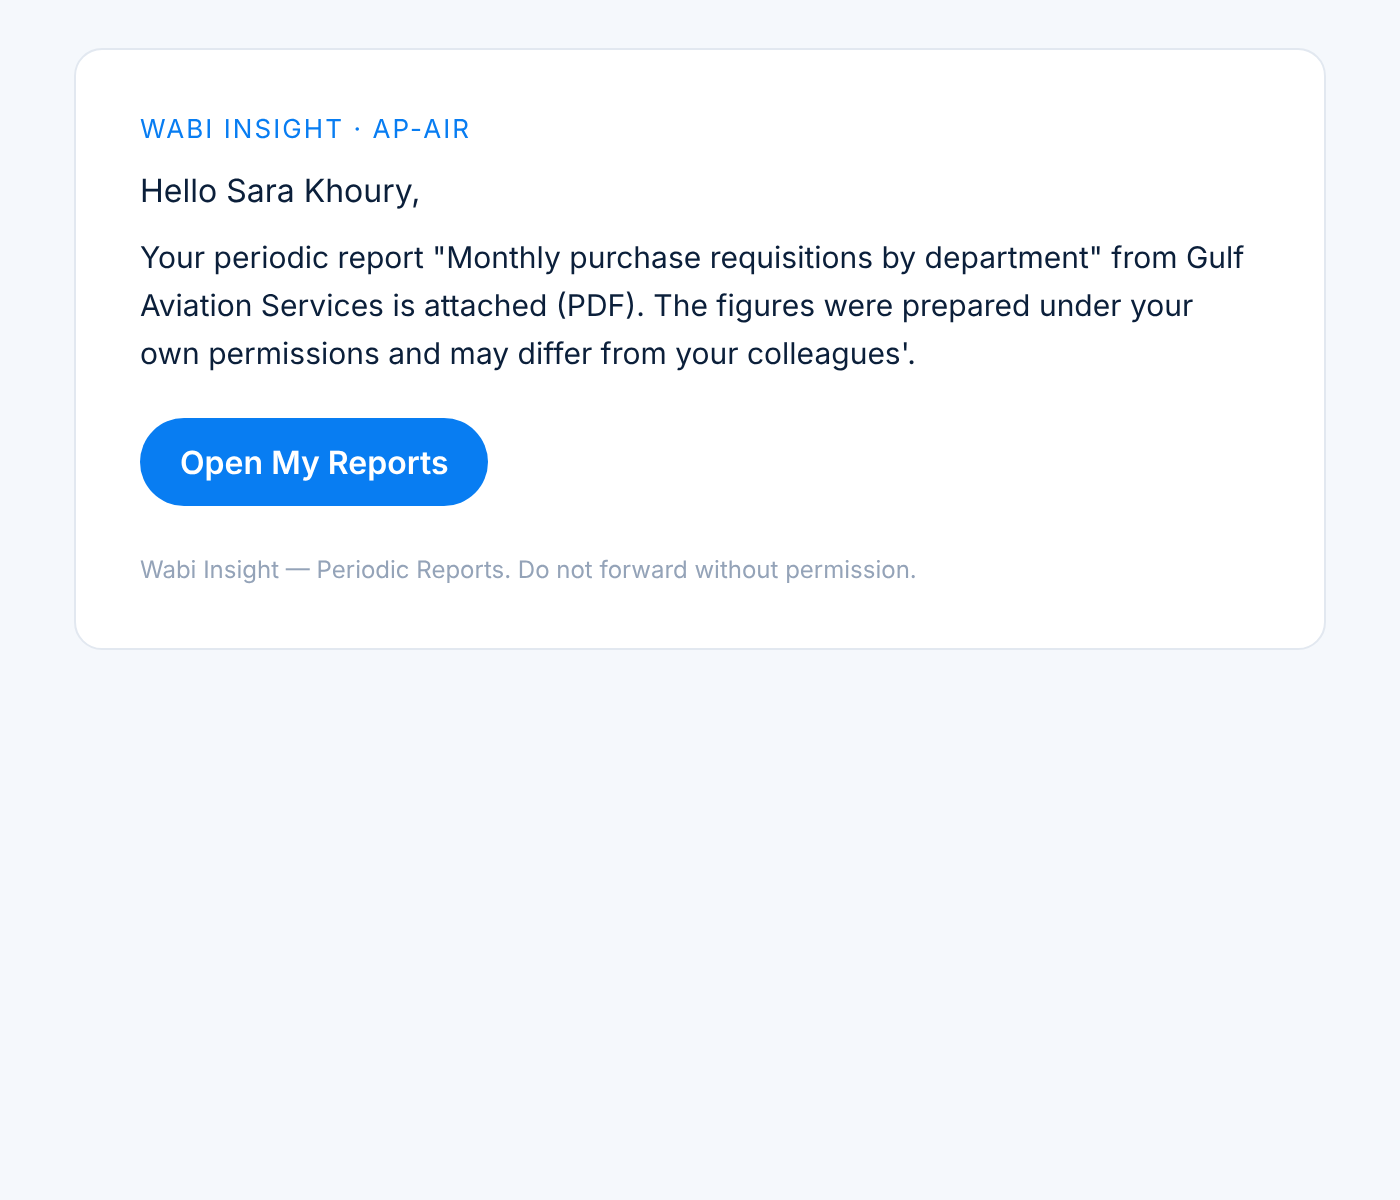 WABI INSIGHT · AP-AIR
Hello Sara Khoury,
Your periodic report "Monthly purchase requisitions by department" from Gulf
Aviation Services is attached (PDF). The figures were prepared under your
own permissions and may differ from your colleagues'.
Open My Reports
Wabi Insight — Periodic Reports. Do not forward without permission.